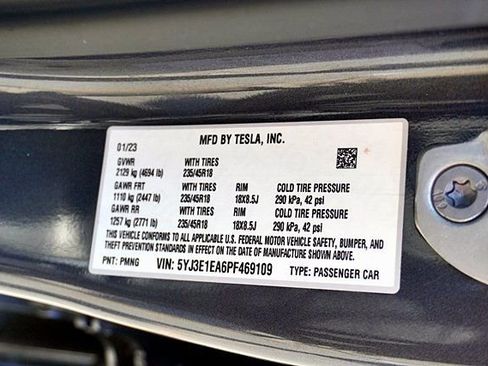 MFD BY TESLA, INC.
01/23
GVWR WITH TIRES
2129 kg (4694 lb) 235/45R18
GAWR FRT WITH TIRES RIM COLD TIRE PRESSURE
1110 kg (2447 lb) 235/45R18 18X8.5J 290 kPa, 42 psi
GAWR RR WITH TIRES RIM COLD TIRE PRESSURE
1257 kg (2771 lb) 235/45R18 18X8.5J 290 kPa, 42 psi
THIS VEHICLE CONFORMS TO ALL APPLICABLE U.S. FEDERAL MOTOR VEHICLE SAFETY, BUMPER, AND
THEFT PREVENTION STANDARDS IN EFFECT ON THE DATE OF MANUFACTURE SHOWN ABOVE.
PNT: PMNG VIN: 5YJ3E1EA6PF469109 TYPE: PASSENGER CAR